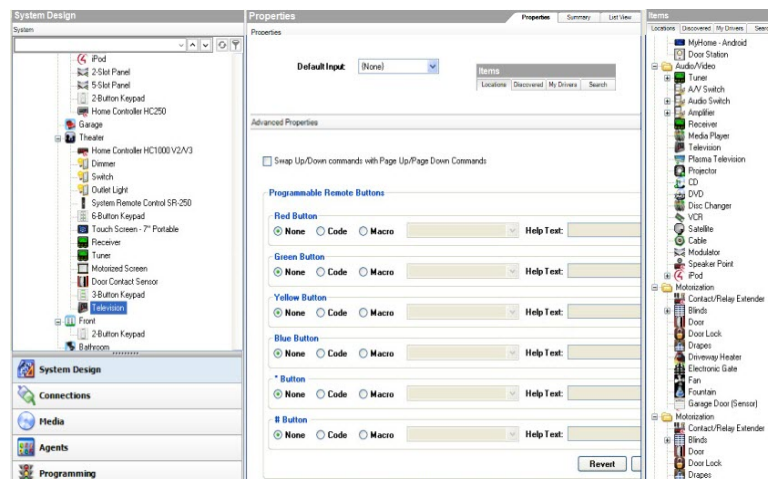 System Design
System
iPod
2-Slot Panel
5-Slot Panel
2-Button Keypad
Home Controller HC250
Garage
Theater
Home Controller HC1000 V2/V3
Dimmer
Switch
Outlet Light
System Remote Control SR-250
6-Button Keypad
Touch Screen - 7" Portable
Receiver
Tuner
Motorized Screen
Door Contact Sensor
3-Button Keypad
Television
Front
2-Button Keypad
Bathroom
System Design
Connections
Media
Agents
Programming
Properties
Properties Summary List View
Properties
Default Input: (None)
Items
Locations Discovered My Drivers Search
Advanced Properties
Swap Up/Down commands with Page Up/Page Down Commands
Programmable Remote Buttons
Red Button
None Code Macro Help Text:
Green Button
None Code Macro Help Text:
Yellow Button
None Code Macro Help Text:
Blue Button
None Code Macro Help Text:
* Button
None Code Macro Help Text:
# Button
None Code Macro Help Text:
Revert
Items
Locations Discovered My Drivers Searc
MyHome - Android
Door Station
Audio/Video
Tuner
A/V Switch
Audio Switch
Amplifier
Receiver
Media Player
Television
Plasma Television
Projector
CD
DVD
Disc Changer
VCR
Satellite
Cable
Modulator
Speaker Point
iPod
Motorization
Contact/Relay Extender
Blinds
Door
Door Lock
Drapes
Driveway Heater
Electronic Gate
Fan
Fountain
Garage Door (Sensor)
Motorization
Contact/Relay Extender
Blinds
Door
Door Lock
Drapes